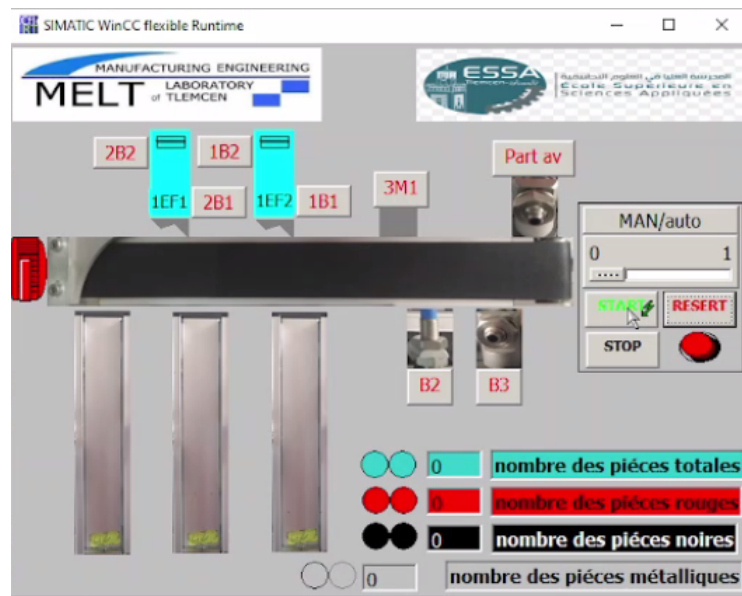 SIMATIC WinCC flexible Runtime
MANUFACTURING ENGINEERING
MELT LABORATORY
of TLEMCEN
ESSA
École Supérieure en
Sciences Appliquées
2B2
1B2
Part av
1EF1
2B1
1EF2
1B1
3M1
MAN/auto
0 1
START
RESERT
STOP
B2
B3
0 nombre des piéces totales
0 nombre des piéces rouges
0 nombre des piéces noires
0 nombre des piéces métalliques